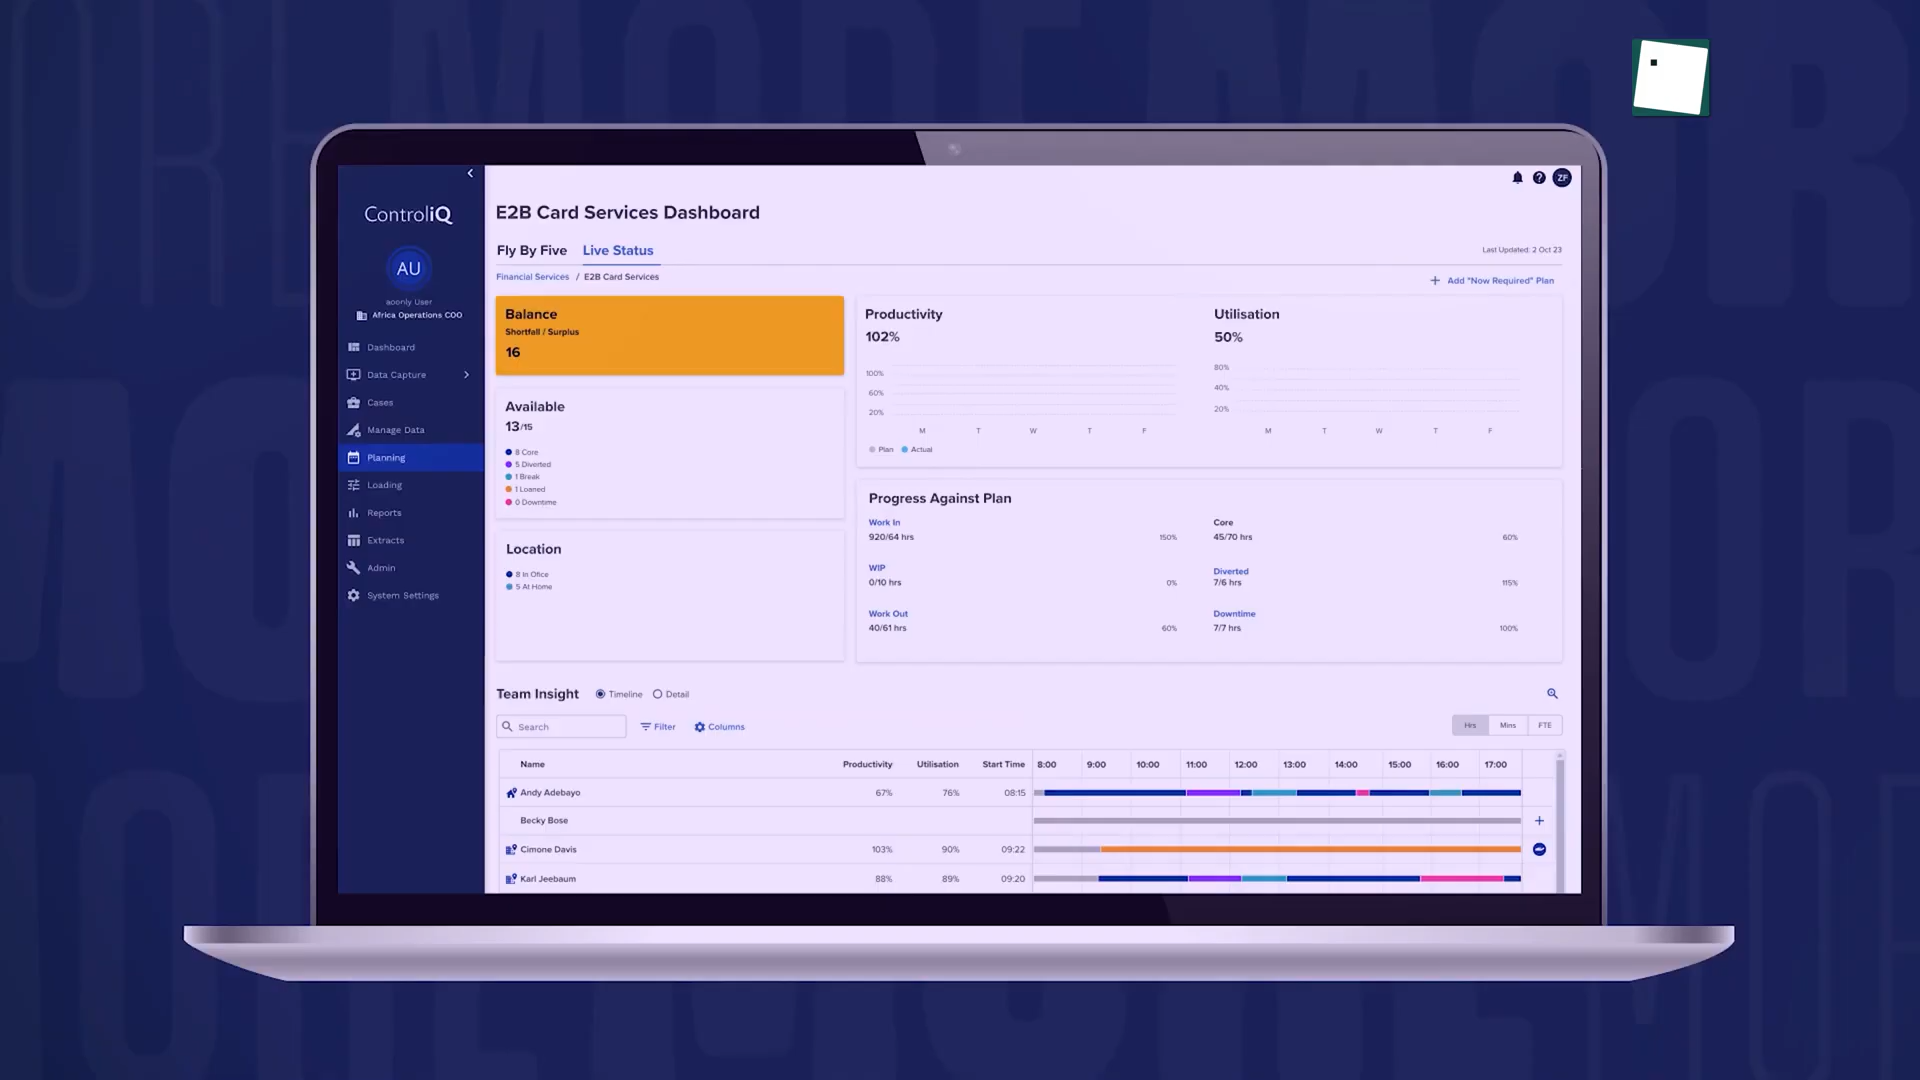 ControliQ
AU
aoonly User
Africa Operations COO
Dashboard
Data Capture
Cases
Manage Data
Planning
Loading
Reports
Extracts
Admin
System Settings
ZF
E2B Card Services Dashboard
Fly By Five Live Status
Last Updated: 2 Oct 23
Financial Services / E2B Card Services
+ Add "Now Required" Plan
Balance
Shortfall / Surplus
16
Available
13/15
8 Core
5 Diverted
1 Break
1 Loaned
0 Downtime
Location
8 In Ofice
5 At Home
Productivity
102%
100%
60%
20%
M T W T F
Plan Actual
Utilisation
50%
80%
40%
20%
M T W T F
Progress Against Plan
Work In
920/64 hrs 150%
WIP
0/10 hrs 0%
Work Out
40/61 hrs 60%
Core
45/70 hrs 60%
Diverted
7/6 hrs 115%
Downtime
7/7 hrs 100%
Team Insight Timeline Detail
Search Filter Columns Hrs Mins FTE
Name Productivity Utilisation Start Time 8:00 9:00 10:00 11:00 12:00 13:00 14:00 15:00 16:00 17:00
Andy Adebayo 67% 76% 08:15
Becky Bose
Cimone Davis 103% 90% 09:22
Karl Jeebaum 88% 89% 09:20